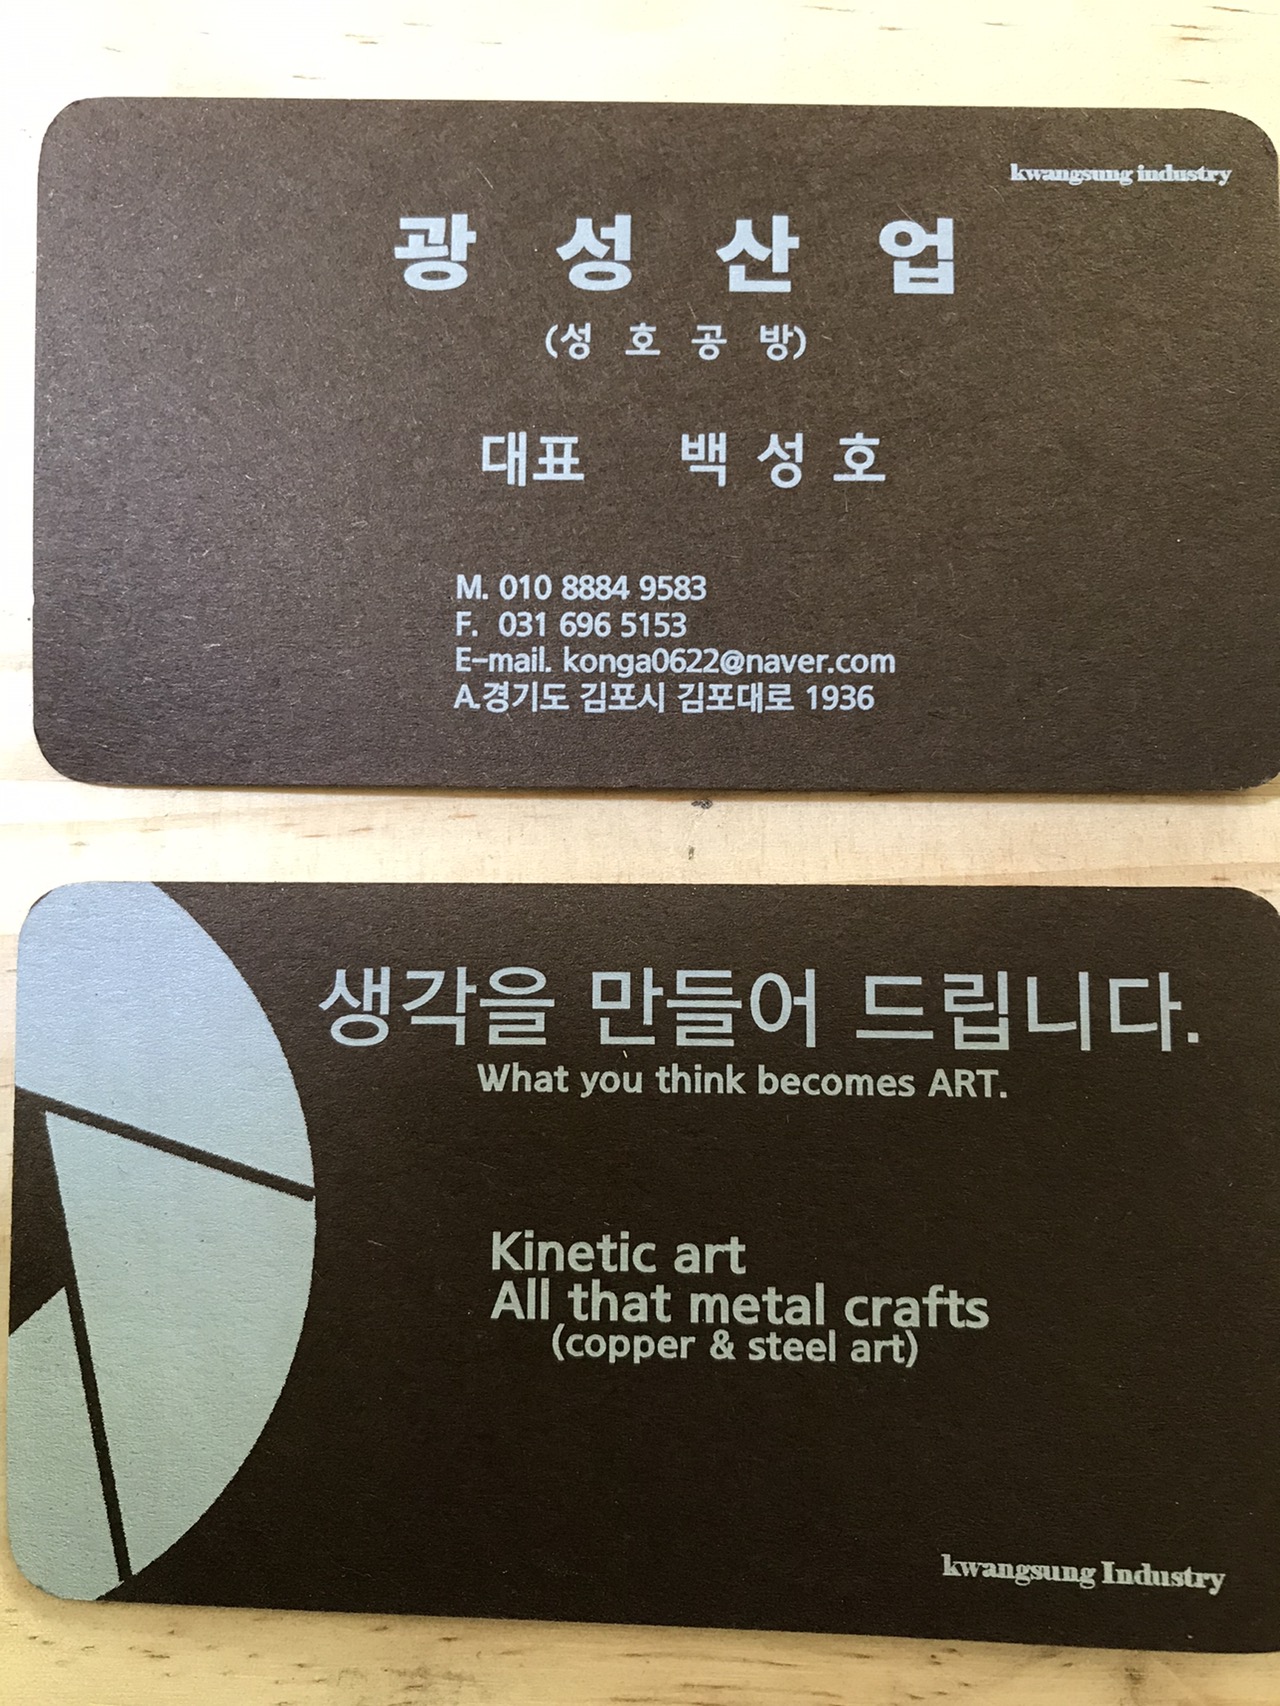 kwangsung industry
광 성 산 업
(성 호 공 방)
대표 백 성 호
M. 010 8884 9583
F. 031 696 5153
E-mail. konga0622@naver.com
A.경기도 김포시 김포대로 1936
생각을 만들어 드립니다.
What you think becomes ART.
Kinetic art
All that metal crafts
(copper & steel art)
kwangsung Industry